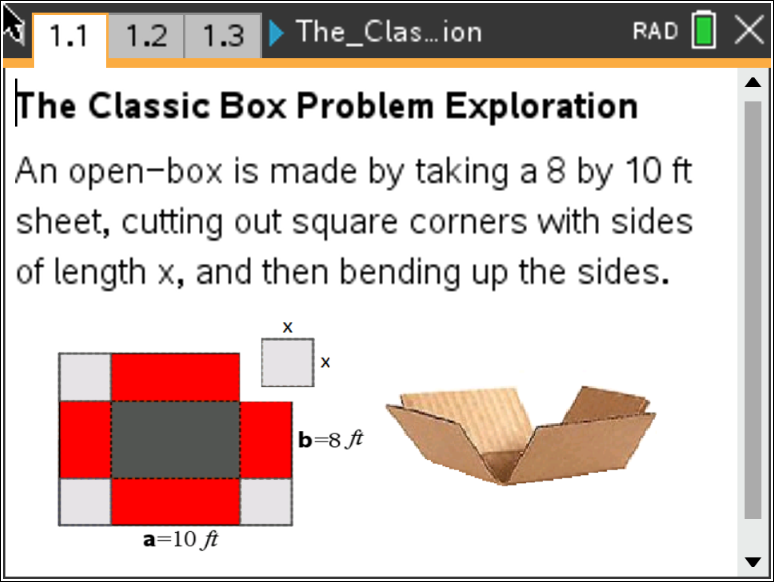 1.1 1.2 1.3 The_Clas...ion RAD
The Classic Box Problem Exploration
An open-box is made by taking a 8 by 10 ft
sheet, cutting out square corners with sides
of length x, and then bending up the sides.
x
x
b=8 ft
a=10 ft